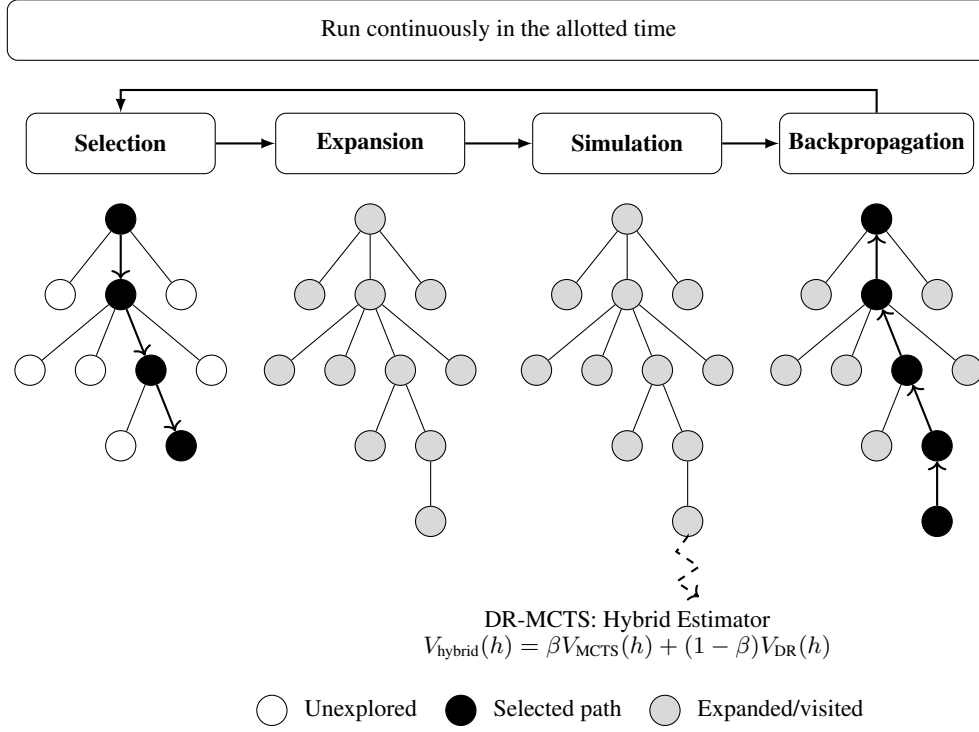 Run continuously in the allotted time
Selection
Expansion
Simulation
Backpropagation
DR-MCTS: Hybrid Estimator
V_hybrid(h) = βV_MCTS(h) + (1 − β)V_DR(h)
Unexplored
Selected path
Expanded/visited